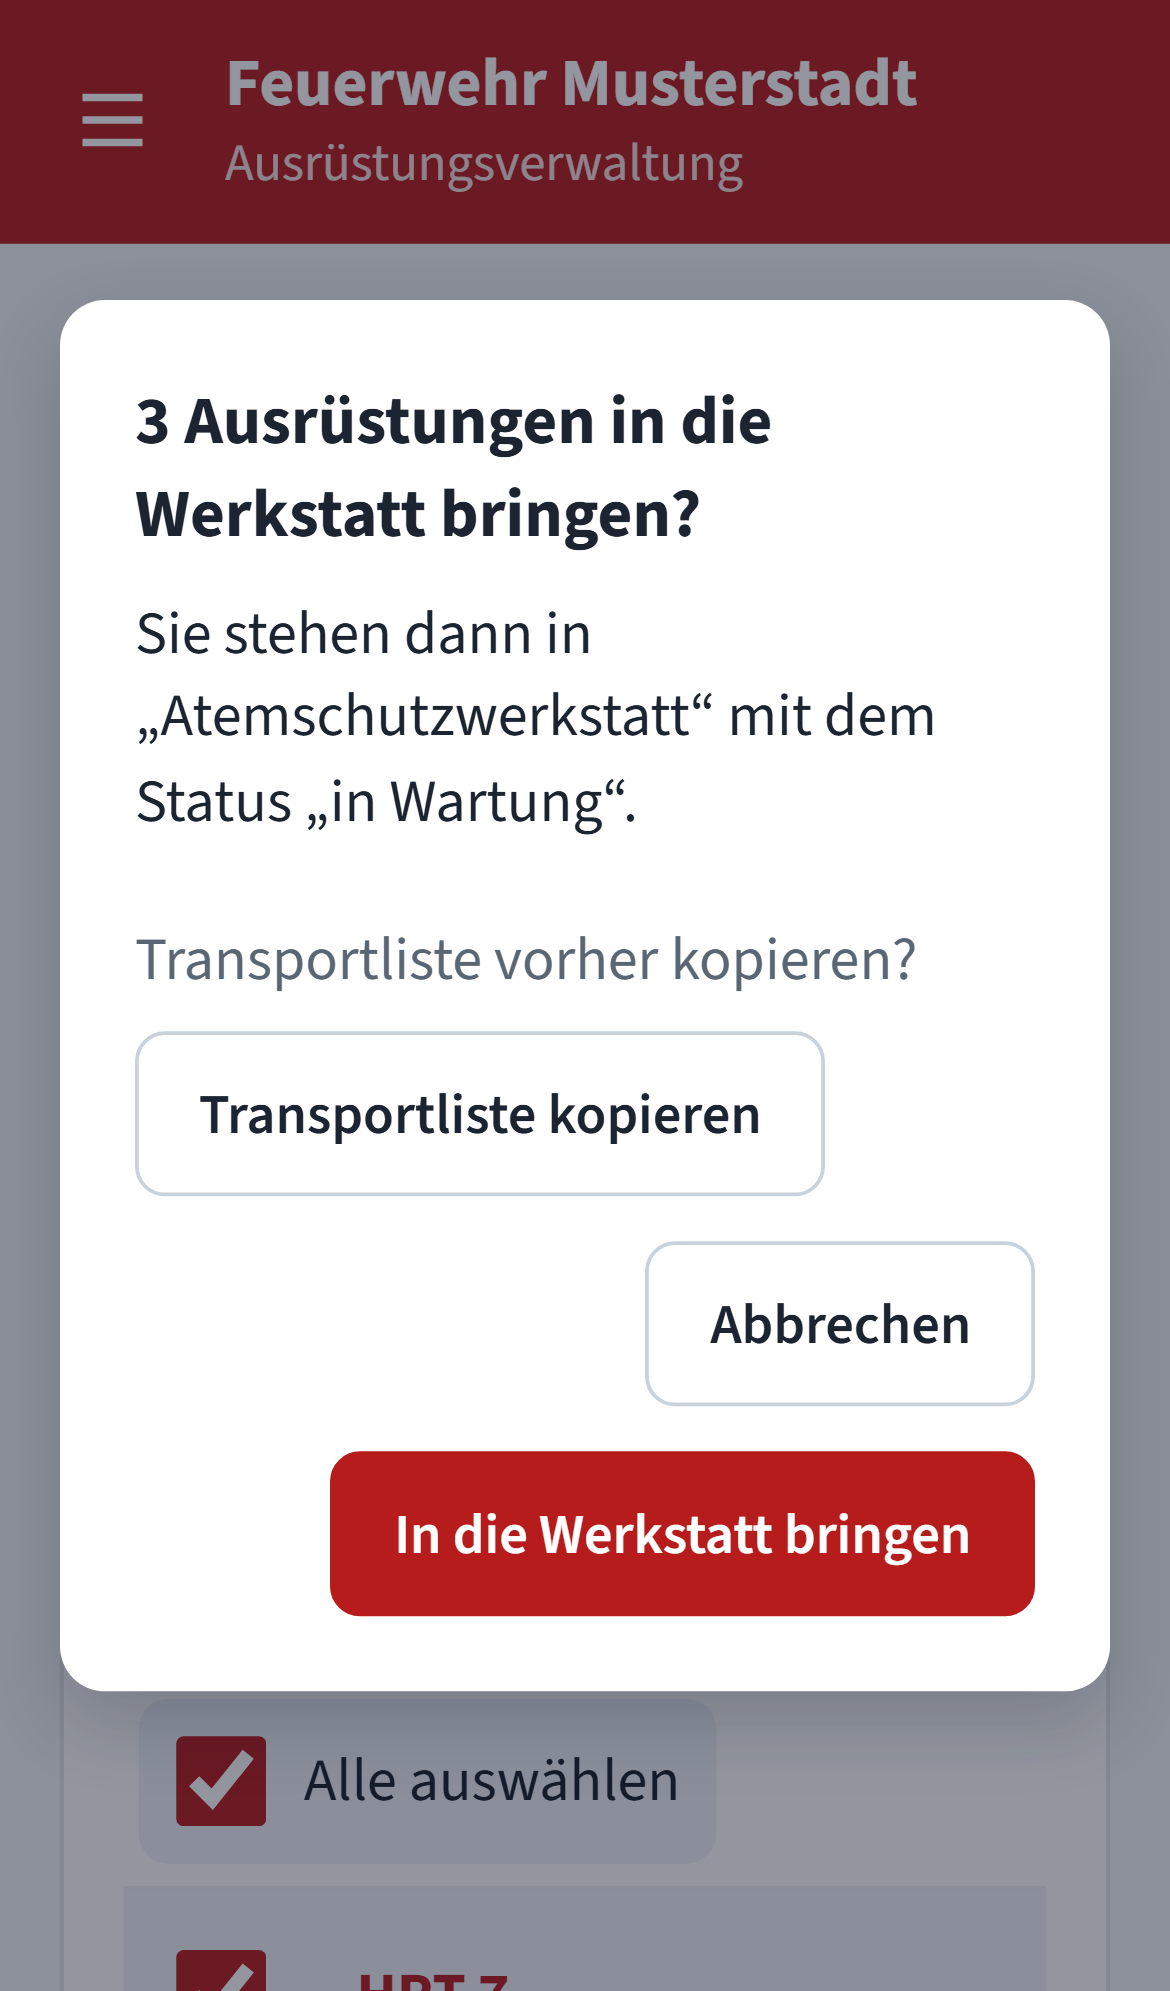 Feuerwehr Musterstadt
Ausrüstungsverwaltung
3 Ausrüstungen in die
Werkstatt bringen?
Sie stehen dann in
„Atemschutzwerkstatt“ mit dem
Status „in Wartung“.
Transportliste vorher kopieren?
Transportliste kopieren
Abbrechen
In die Werkstatt bringen
Alle auswählen